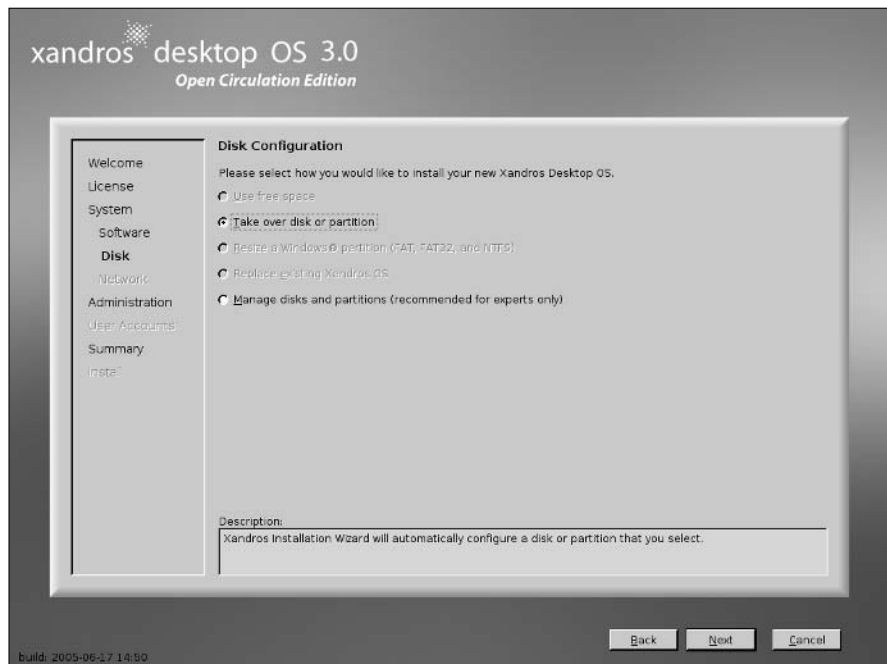 xandros desktop OS 3.0
Open Circulation Edition
Welcome
License
System
Software
Disk
Network
Administration
User Accounts
Summary
Install
Disk Configuration
Please select how you would like to install your new Xandros Desktop OS.
Use free space
Take over disk or partition
Resize a Windows® partition (FAT, FAT32, and NTFS)
Replace existing Xandros OS
Manage disks and partitions (recommended for experts only)
Description:
Xandros Installation Wizard will automatically configure a disk or partition that you select.
Back
Next
Cancel
build: 2005-06-17 14:50